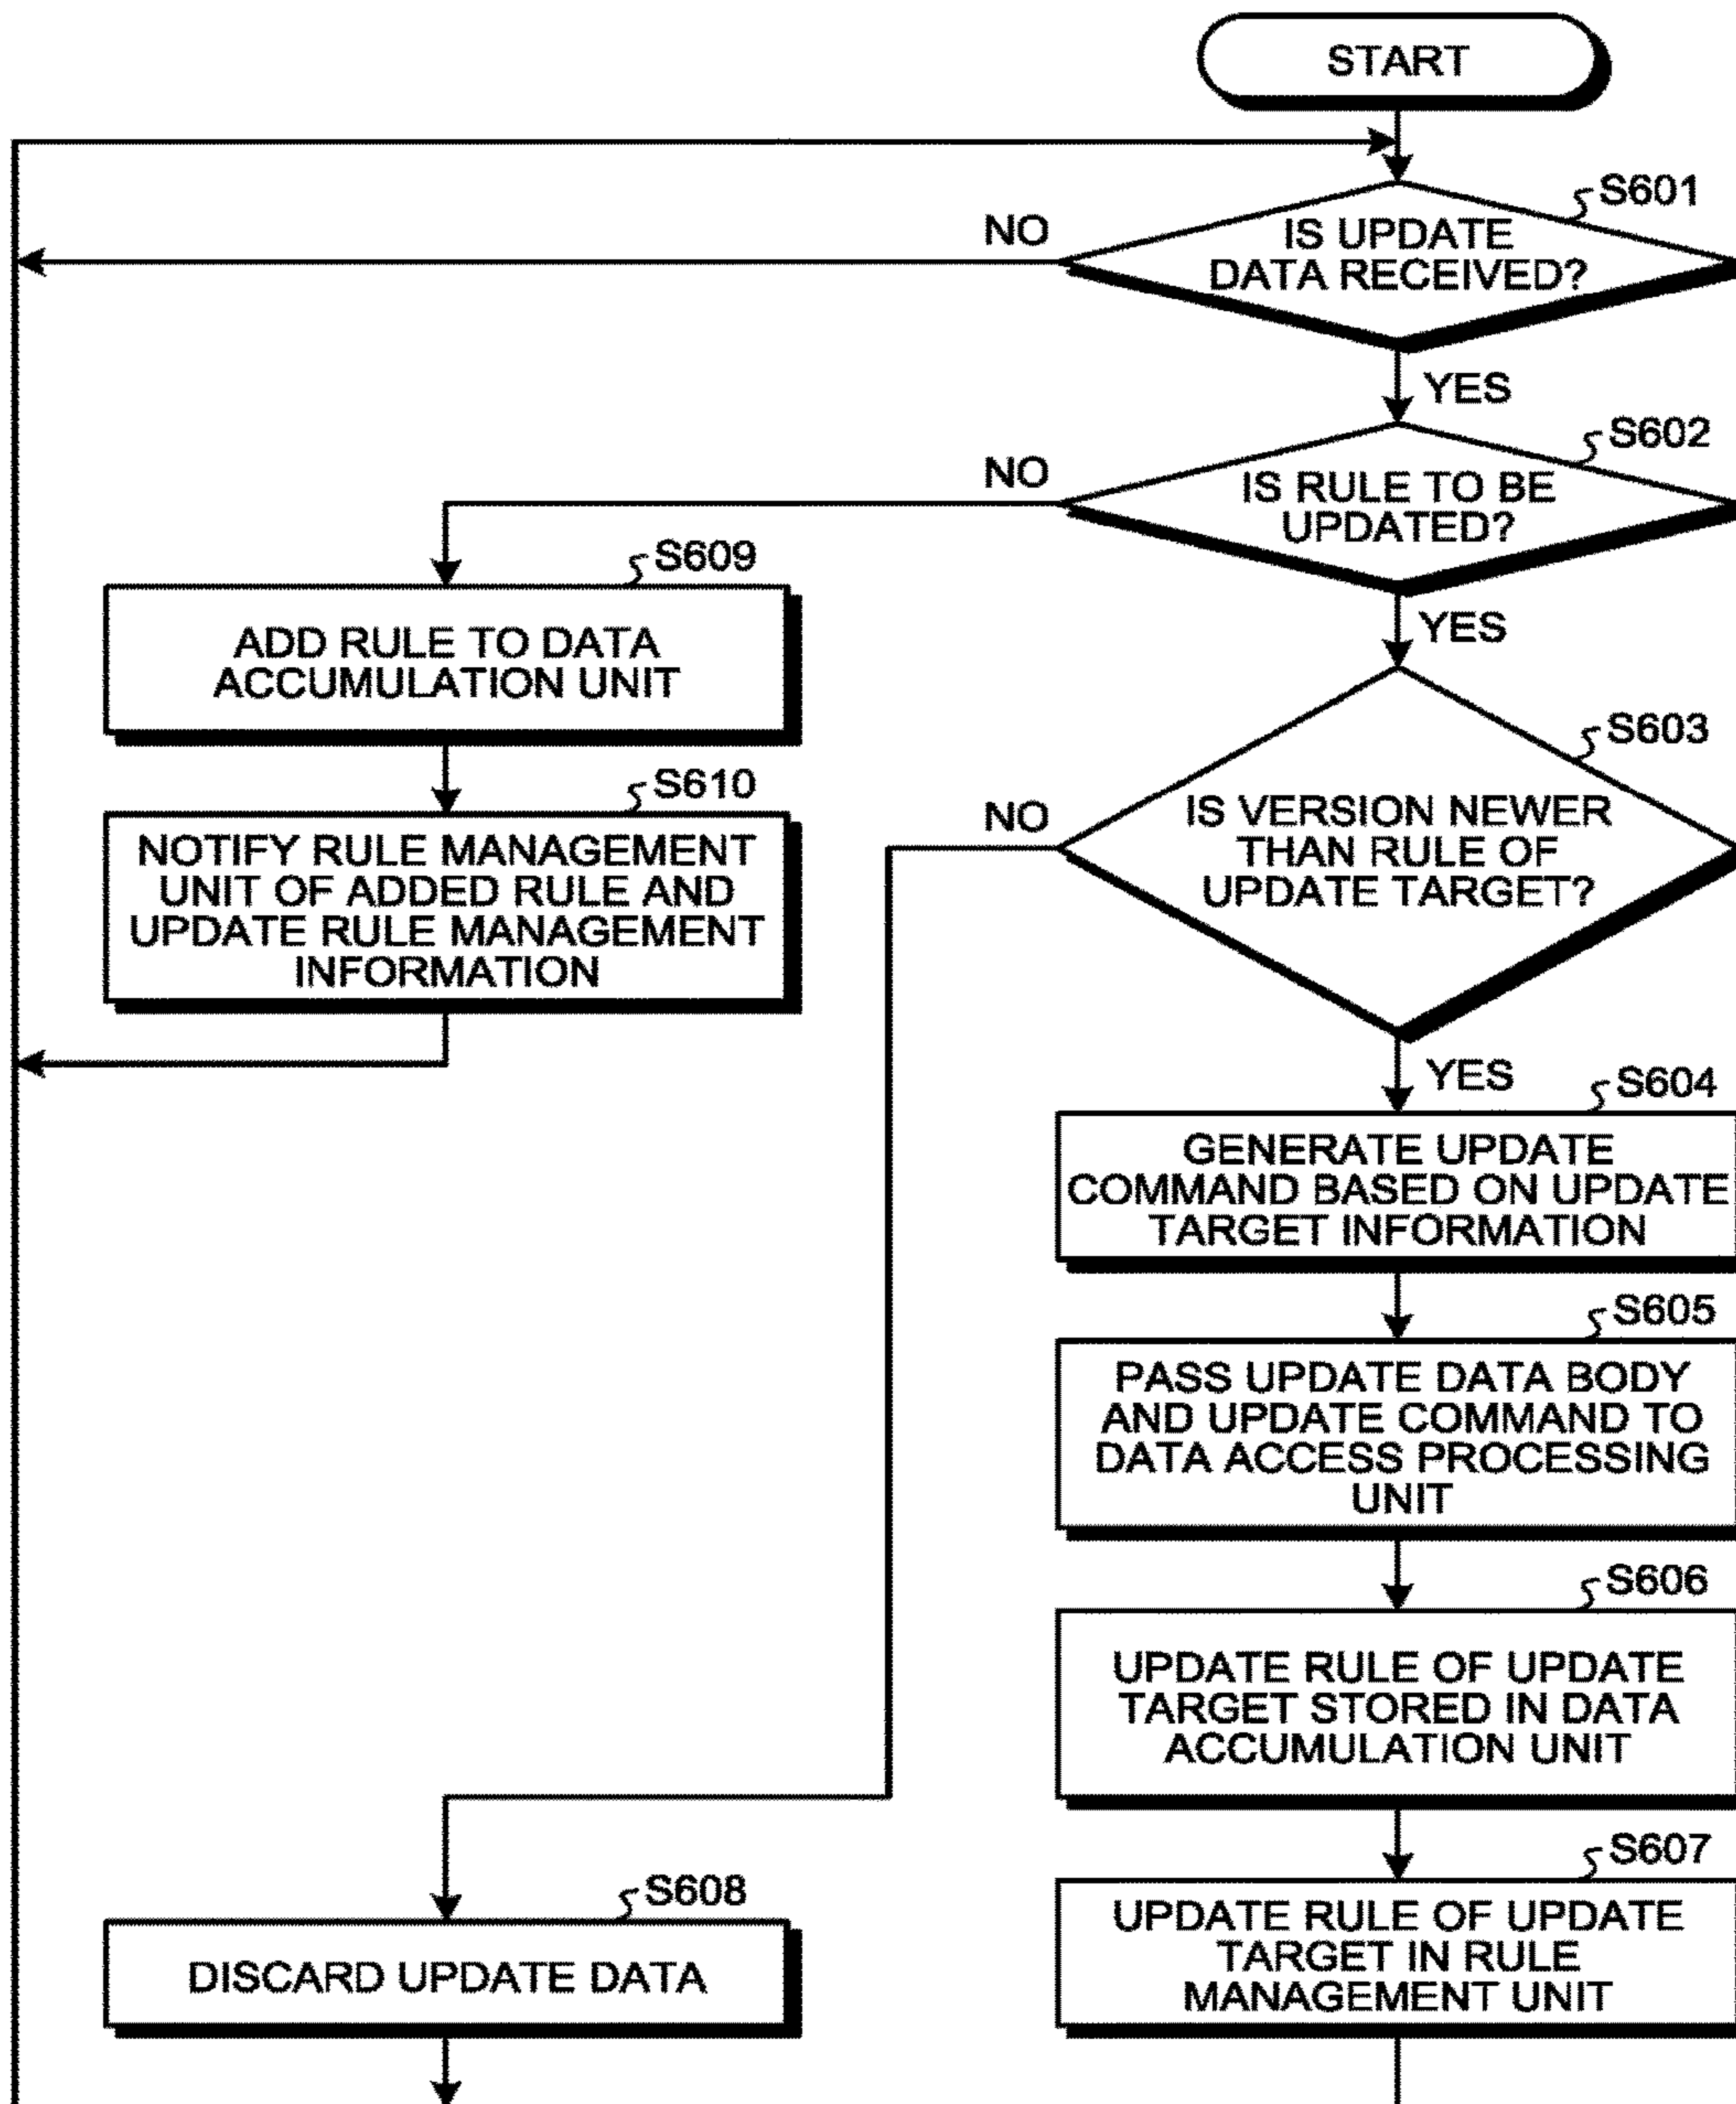 START
S601
NO
IS UPDATE
DATA RECEIVED?
YES
S602
NO
IS RULE TO BE
UPDATED?
YES
S609
ADD RULE TO DATA
ACCUMULATION UNIT
S610
NOTIFY RULE MANAGEMENT
UNIT OF ADDED RULE AND
UPDATE RULE MANAGEMENT
INFORMATION
S603
NO
IS VERSION NEWER
THAN RULE OF
UPDATE TARGET?
YES
S604
GENERATE UPDATE
COMMAND BASED ON UPDATE
TARGET INFORMATION
S605
PASS UPDATE DATA BODY
AND UPDATE COMMAND TO
DATA ACCESS PROCESSING
UNIT
S606
UPDATE RULE OF UPDATE
TARGET STORED IN DATA
ACCUMULATION UNIT
S607
UPDATE RULE OF UPDATE
TARGET IN RULE
MANAGEMENT UNIT
S608
DISCARD UPDATE DATA